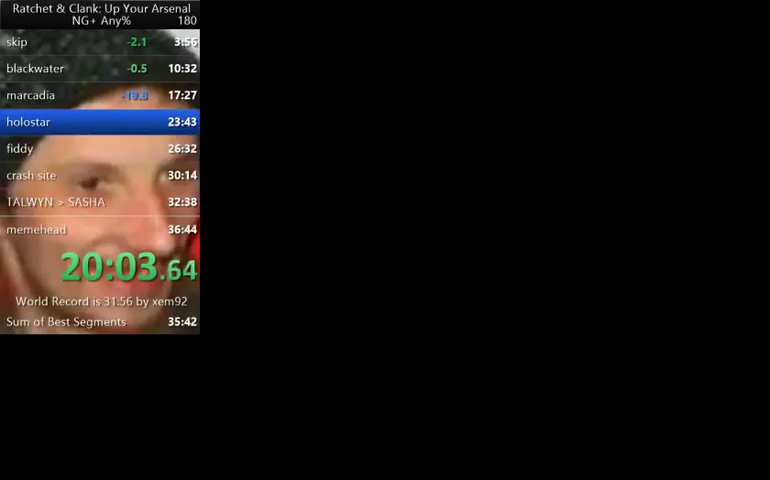 Ratchet & Clank: Up Your Arsenal
NG+ Any% 180
skip -2.1 3:56
blackwater -0.5 10:32
marcadia -19.8 17:27
holostar 23:43
fiddy 26:32
crash site 30:14
TALWYN > SASHA 32:38
memehead 36:44
20:03.64
World Record is 31:56 by xem92
Sum of Best Segments 35:42